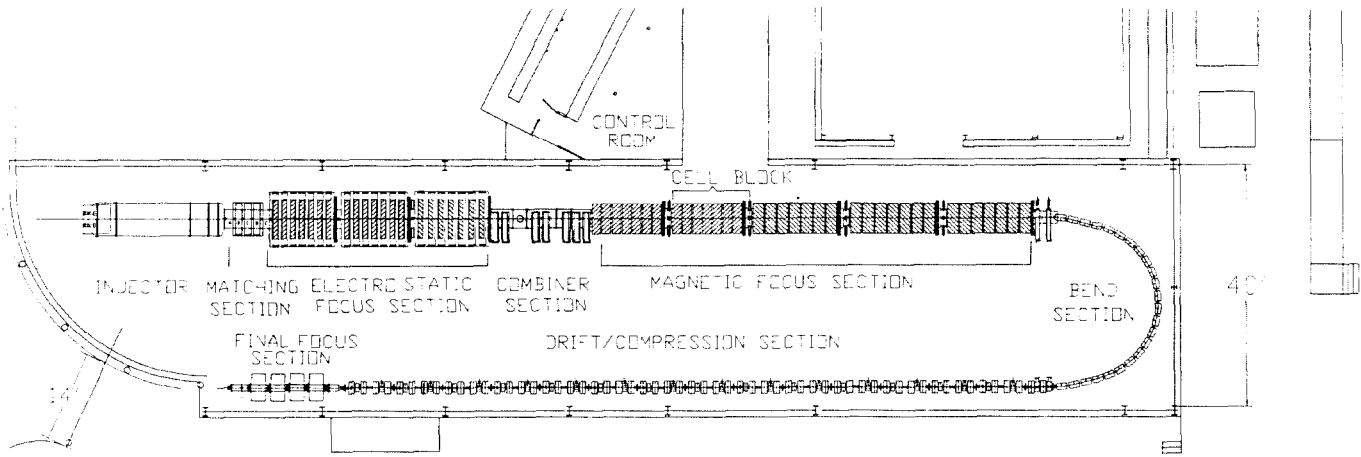 CONTROL
ROOM
CELL BLOCK
INJECTOR
MATCHING
SECTION
ELECTROSTATIC
FOCUS SECTION
COMBINER
SECTION
MAGNETIC FOCUS SECTION
BEND
SECTION
40'
FINAL FOCUS
SECTION
DRIFT/COMPRESSION SECTION